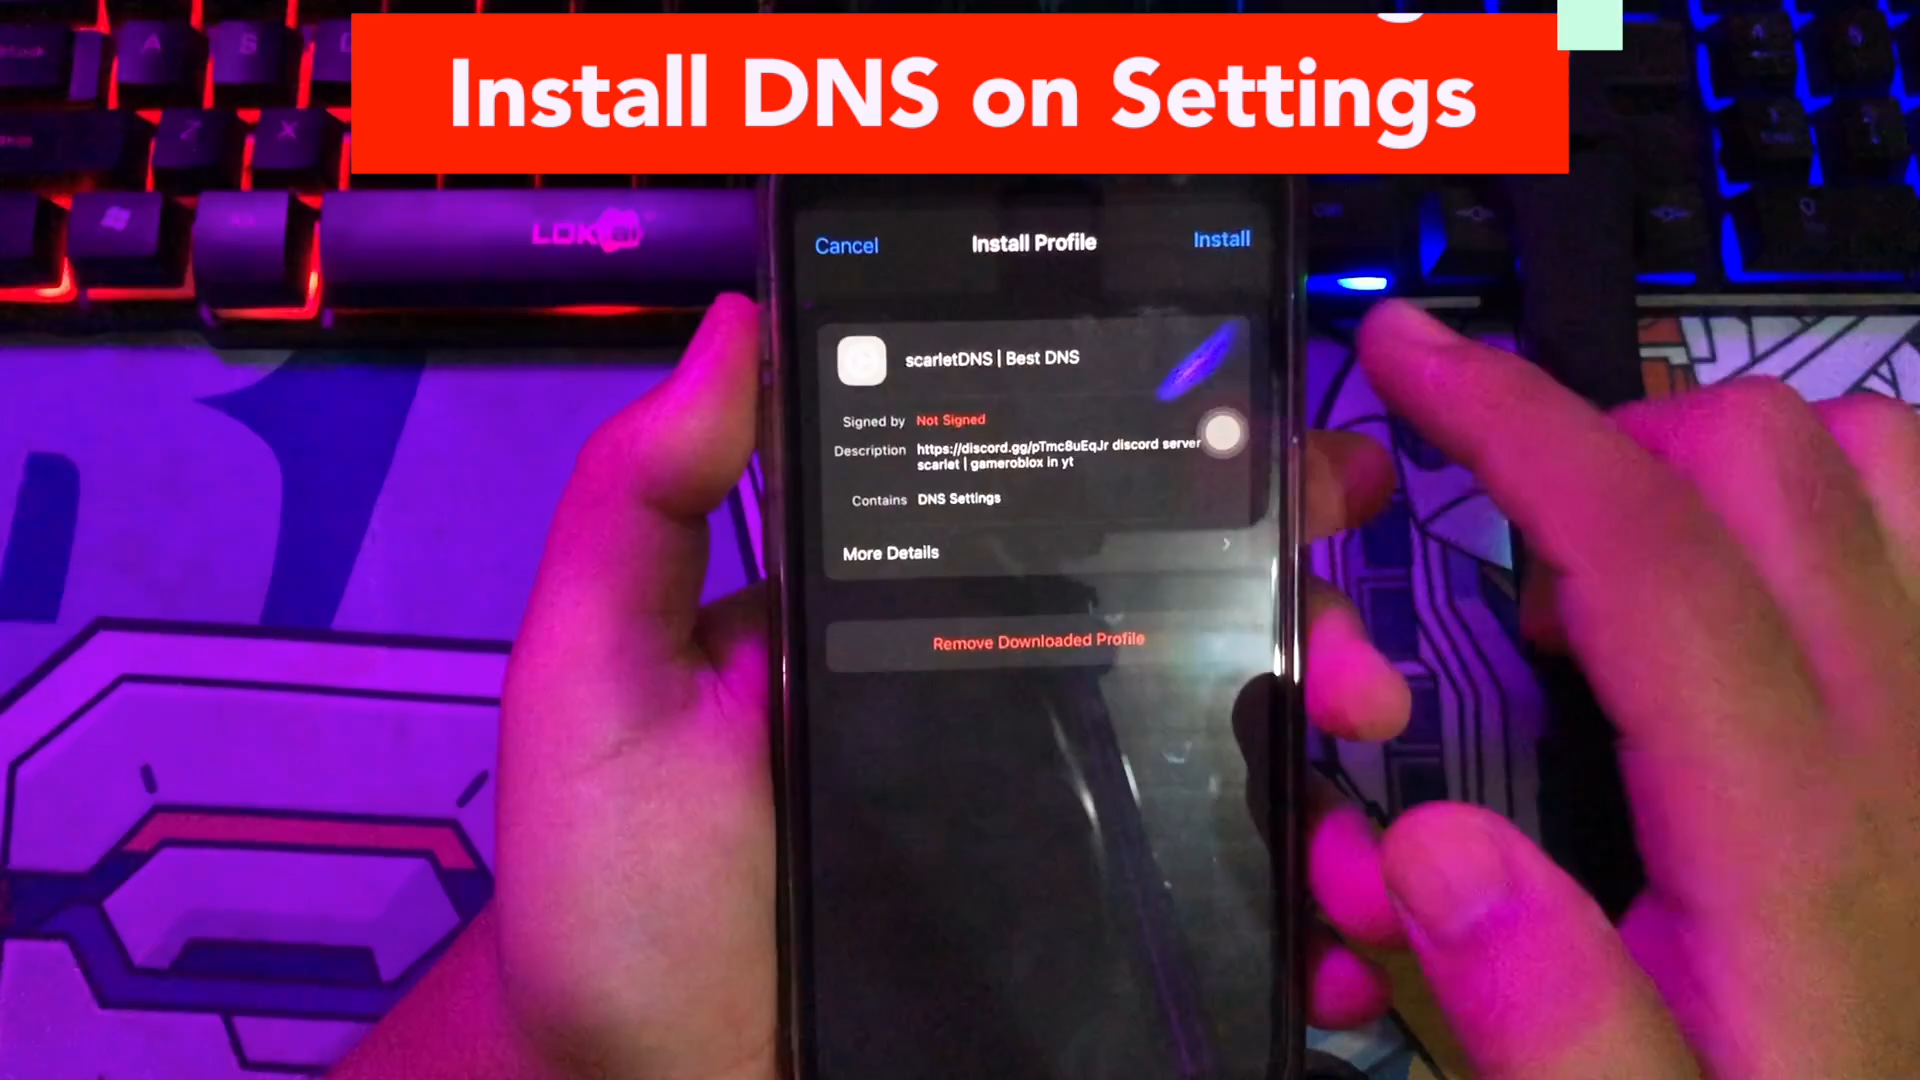 Install DNS on Settings
A S
Z X
LDK
Cancel Install Profile Install
scarletDNS | Best DNS
Signed by Not Signed
Description https://discord.gg/pTmc8uEqJr discord server
scarlet | gameroblox in yt
Contains DNS Settings
More Details
Remove Downloaded Profile